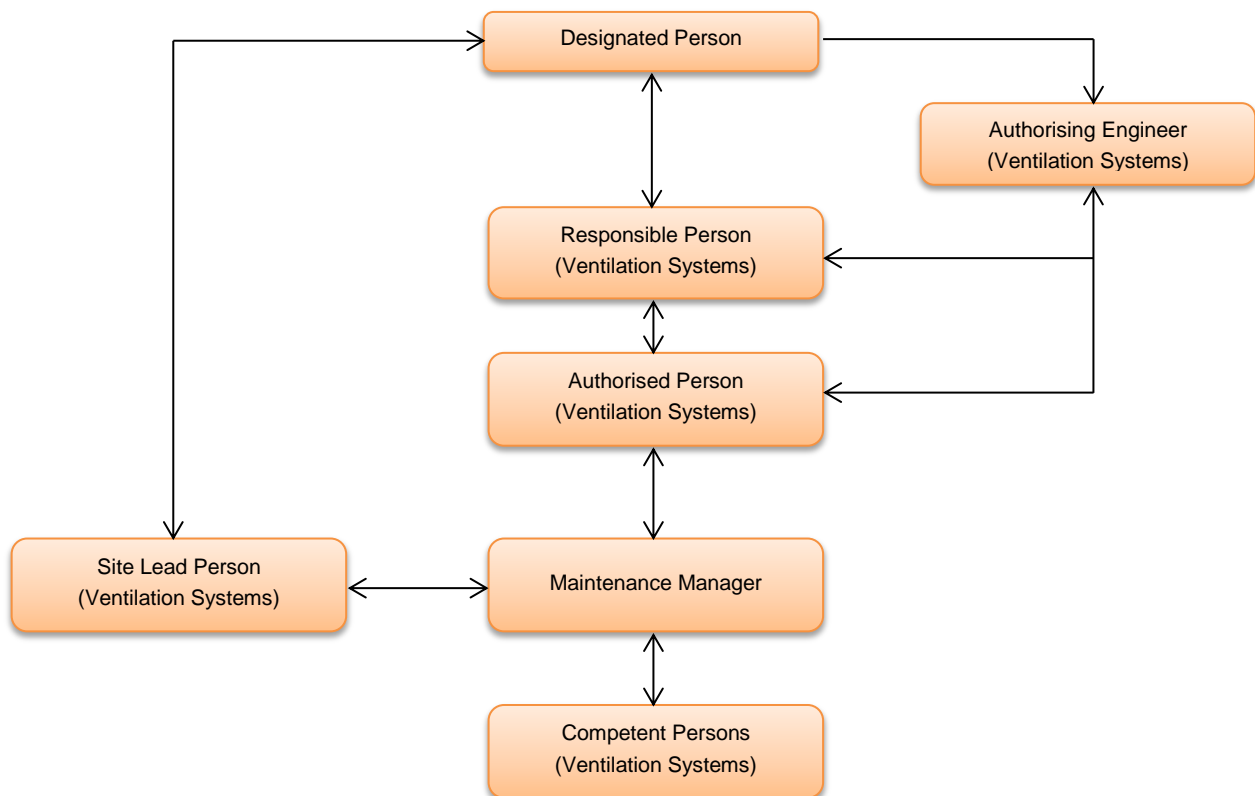 Designated Person
Authorising Engineer
(Ventilation Systems)
Responsible Person
(Ventilation Systems)
Authorised Person
(Ventilation Systems)
Site Lead Person
(Ventilation Systems)
Maintenance Manager
Competent Persons
(Ventilation Systems)